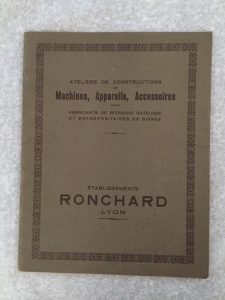 ATELIERS DE CONSTRUCTIONS
DE
Machines, Appareils, Accessoires
POUR
FABRICANTS DE BOISSONS GAZEUSES
ET ENTREPOSITAIRES DE BIÈRES
ÉTABLISSEMENTS
RONCHARD
LYON